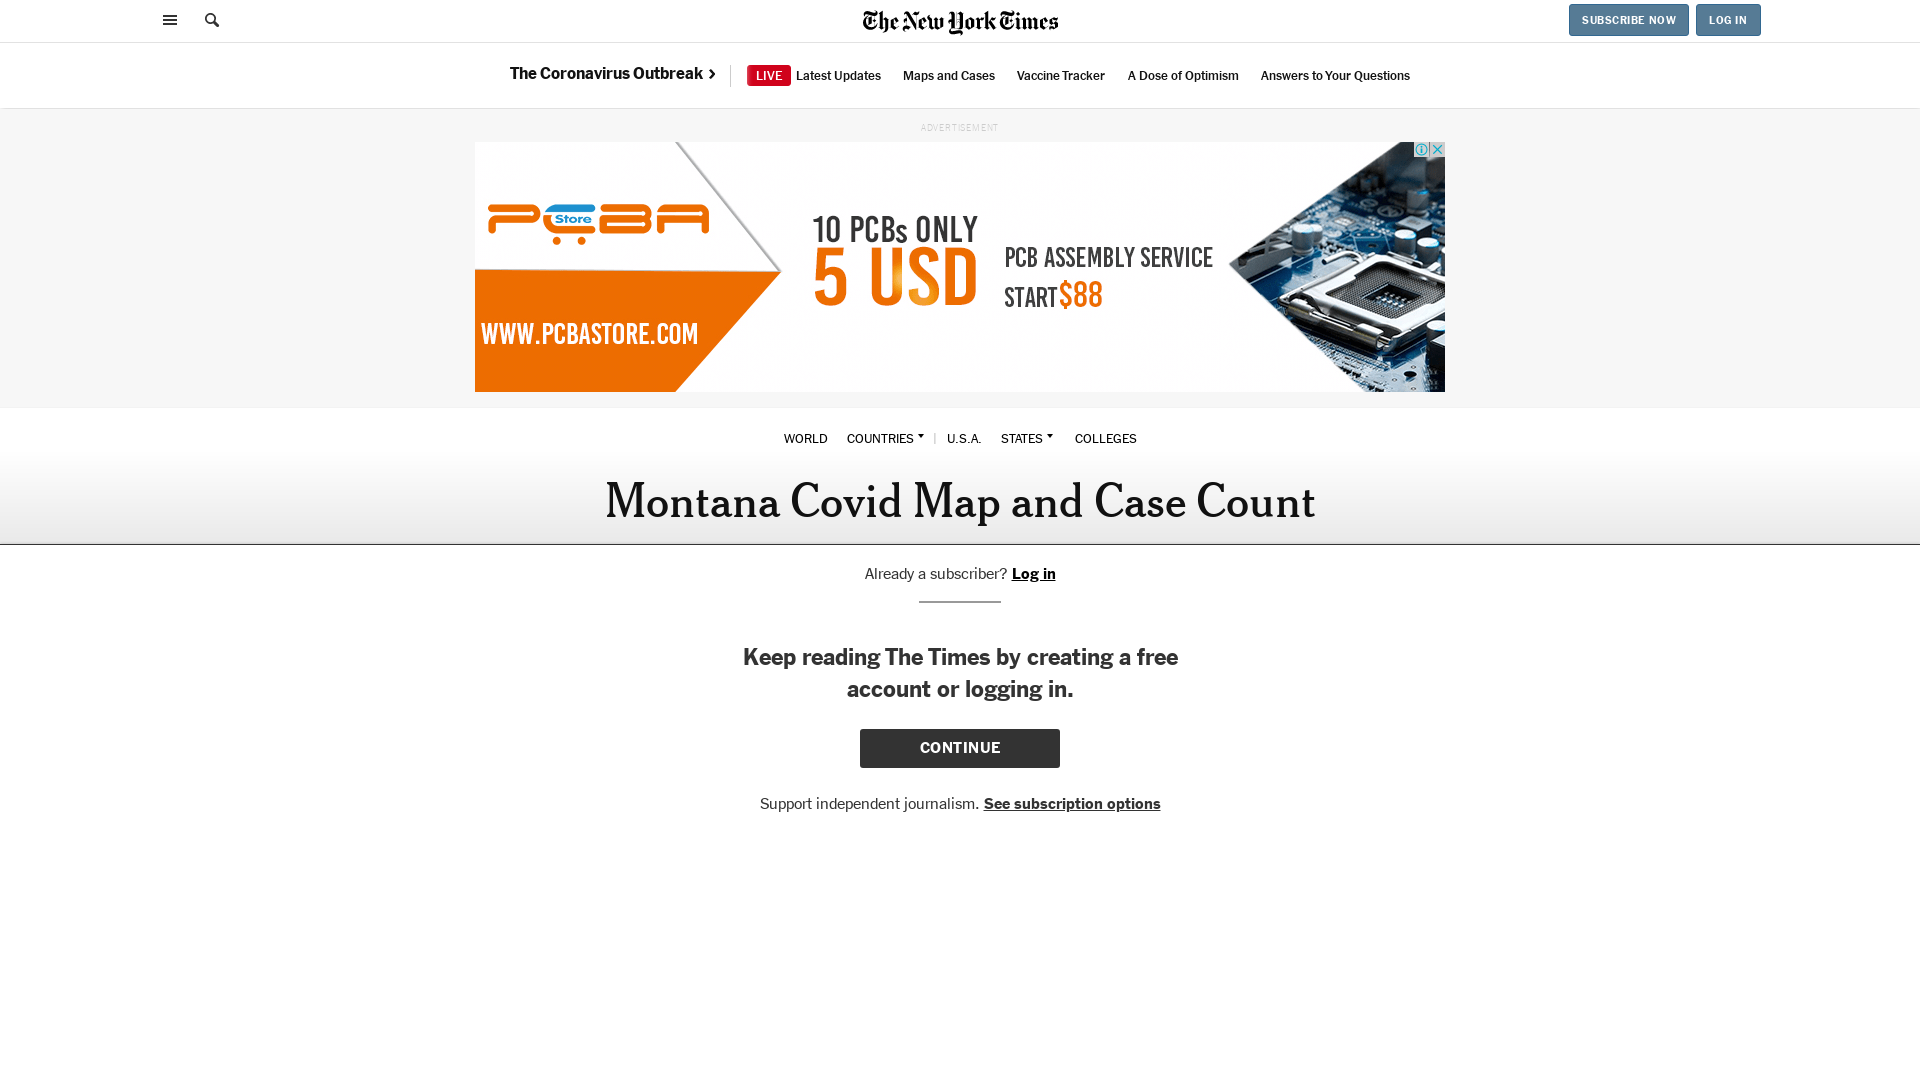 The New York Times
SUBSCRIBE NOW
LOG IN
The Coronavirus Outbreak
LIVE Latest Updates
Maps and Cases
Vaccine Tracker
A Dose of Optimism
Answers to Your Questions
ADVERTISEMENT
PCBA
Store
WWW.PCBASTORE.COM
10 PCBs ONLY
5 USD
PCB ASSEMBLY SERVICE
START $88
WORLD
COUNTRIES
U.S.A.
STATES
COLLEGES
Montana Covid Map and Case Count
Already a subscriber? Log in
Keep reading The Times by creating a free
account or logging in.
CONTINUE
Support independent journalism. See subscription options